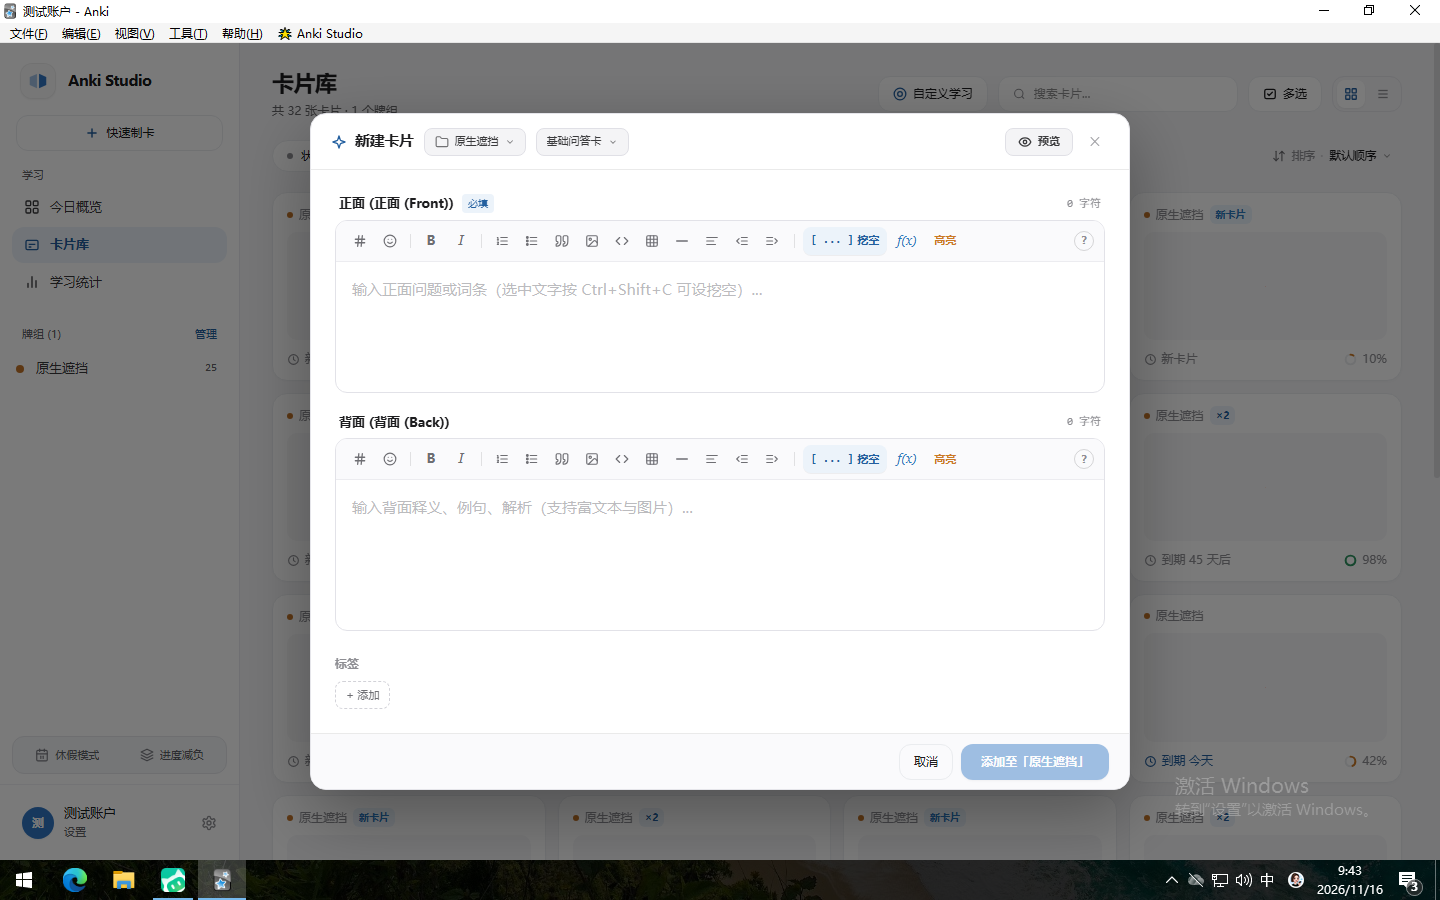 测试账户 - Anki
文件(F) 编辑(E) 视图(V) 工具(T) 帮助(H) Anki Studio
Anki Studio
快速制卡
学习
今日概览
卡片库
学习统计
牌组 (1) 管理
原生遮挡 25
休假模式 进度减负
测 测试账户
设置
卡片库
共 32 张卡片 · 1 个牌组
自定义学习 搜索卡片... 多选
排序 · 默认顺序
新建卡片 原生遮挡 基础问答卡 预览
正面 (正面 (Front)) 必填 0 字符
B I [ ... ] 挖空 f(x) 高亮 ?
输入正面问题或词条（选中文字按 Ctrl+Shift+C 可设挖空）...
背面 (背面 (Back)) 0 字符
B I [ ... ] 挖空 f(x) 高亮 ?
输入背面释义、例句、解析（支持富文本与图片）...
标签
+ 添加
取消 添加至「原生遮挡」
原生遮挡 新卡片
新卡片 10%
原生遮挡 ×2
到期 45 天后 98%
原生遮挡
到期 今天 42%
原生遮挡 新卡片
原生遮挡 ×2
原生遮挡 新卡片
原生遮挡 ×2
激活 Windows
转到"设置"以激活 Windows。
中
9:43
2026/11/16
3